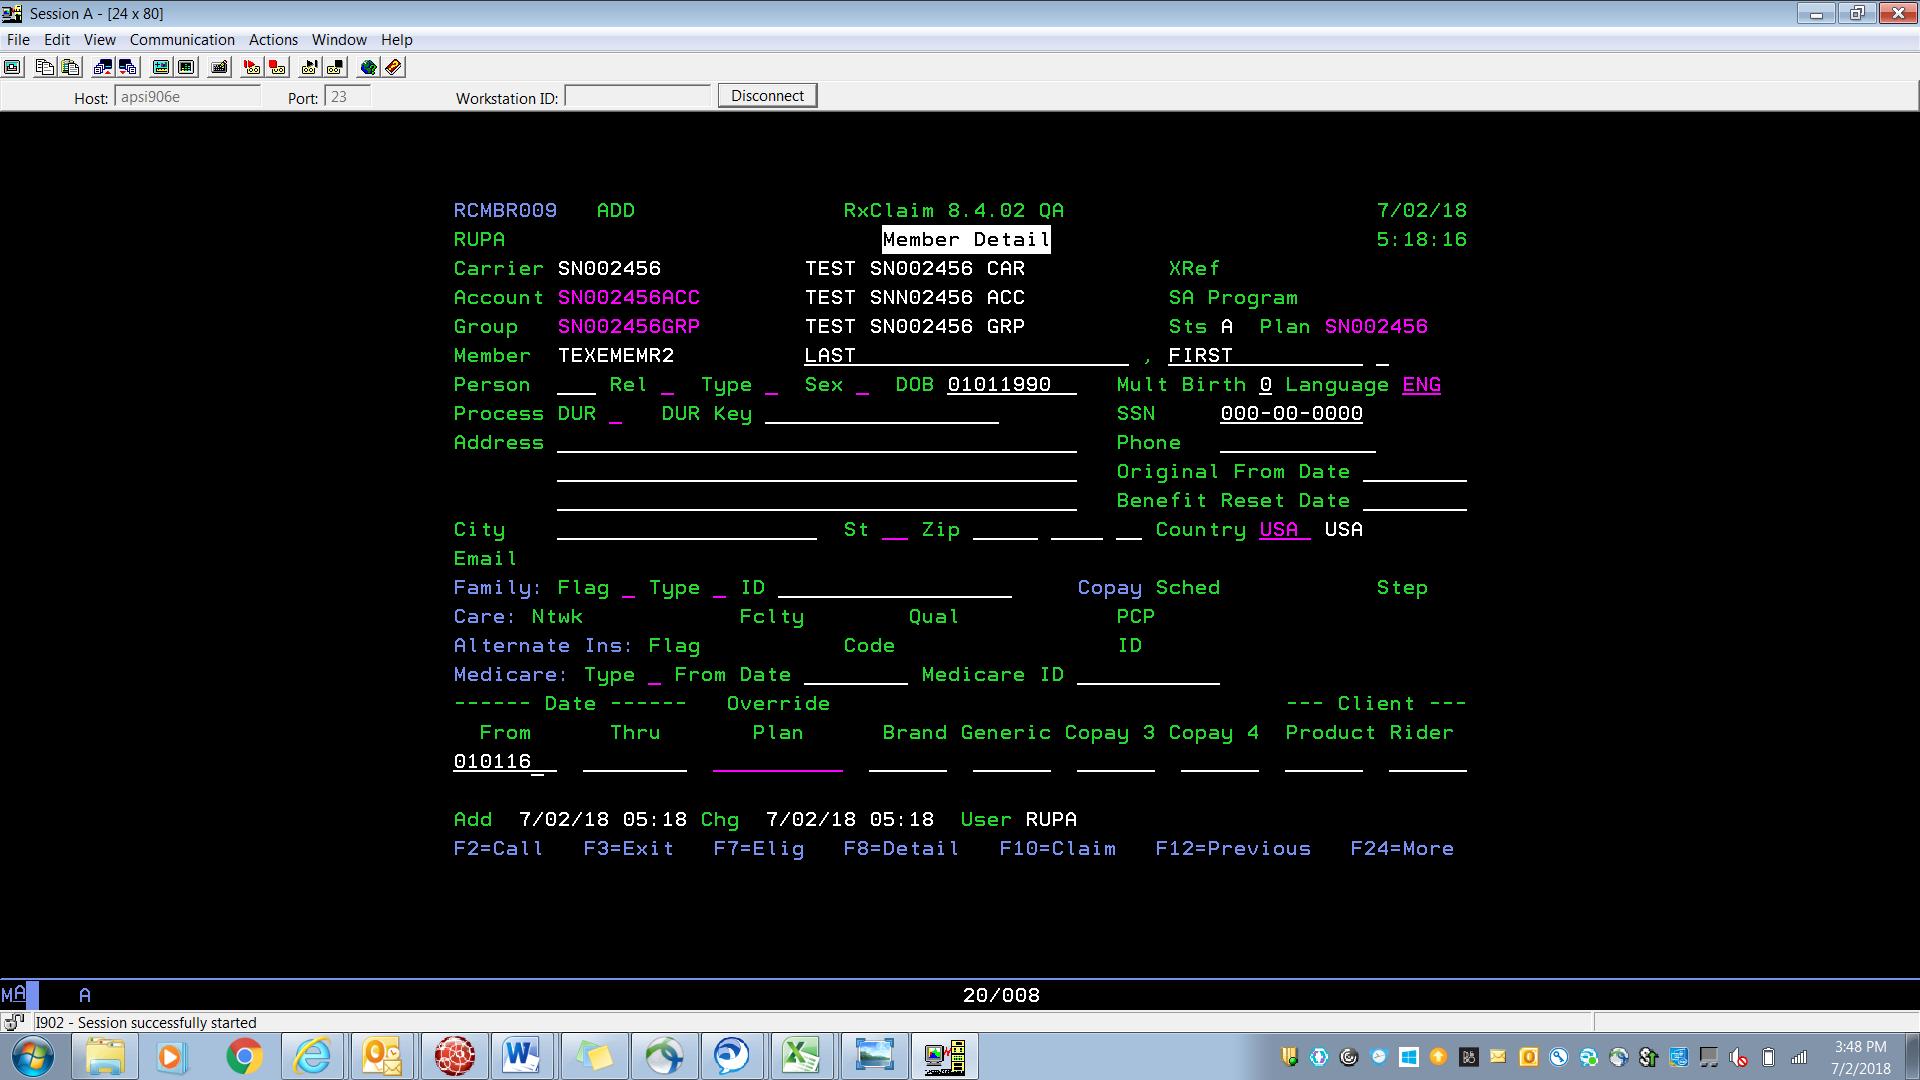 Session A - [24 x 80]
File Edit View Communication Actions Window Help
Host: apsi906e Port: 23 Workstation ID: Disconnect
RCMBR009 ADD RxClaim 8.4.02 QA 7/02/18
RUPA Member Detail 5:18:16
Carrier SN002456 TEST SN002456 CAR XRef
Account SN002456ACC TEST SNN02456 ACC SA Program
Group SN002456GRP TEST SN002456 GRP Sts A Plan SN002456
Member TEXEMEMR2 LAST , FIRST
Person Rel Type Sex DOB 01011990 Mult Birth 0 Language ENG
Process DUR DUR Key SSN 000-00-0000
Address Phone
Original From Date
Benefit Reset Date
City St Zip Country USA USA
Email
Family: Flag Type ID Copay Sched Step
Care: Ntwk Fclty Qual PCP
Alternate Ins: Flag Code ID
Medicare: Type From Date Medicare ID
------ Date ------ Override --- Client ---
From Thru Plan Brand Generic Copay 3 Copay 4 Product Rider
010116
Add 7/02/18 05:18 Chg 7/02/18 05:18 User RUPA
F2=Call F3=Exit F7=Elig F8=Detail F10=Claim F12=Previous F24=More
MA A 20/008
I902 - Session successfully started
3:48 PM
7/2/2018